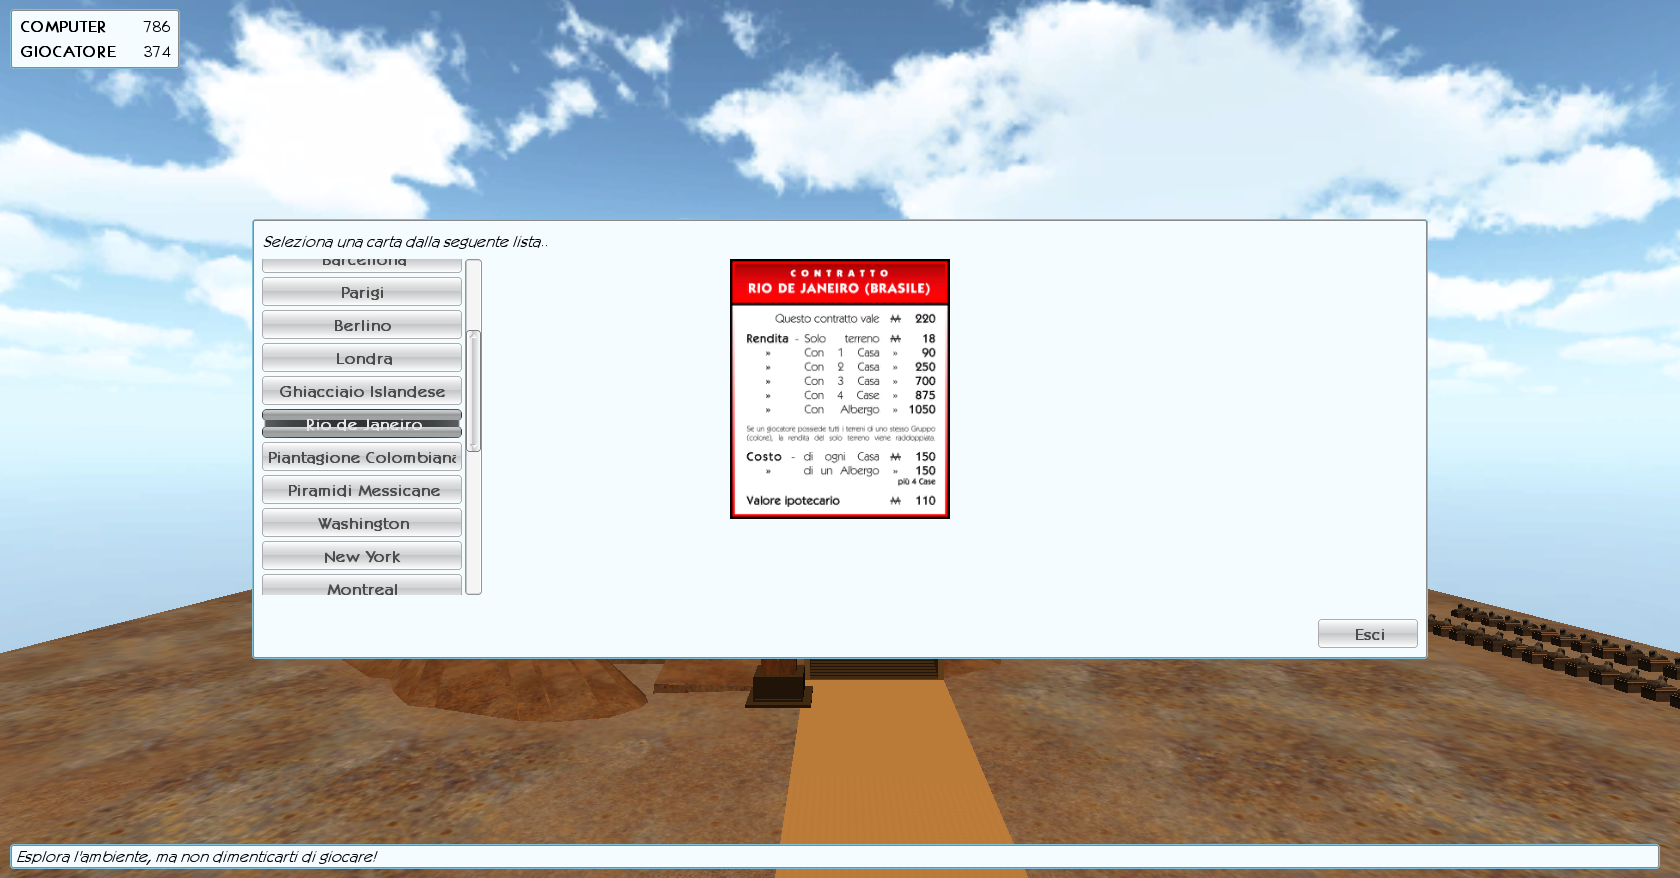 COMPUTER 786
GIOCATORE 374
Seleziona una carta dalla seguente lista..
Barcellona
Parigi
Berlino
Londra
Ghiacciaio Islandese
Rio de Janeiro
Piantagione Colombiana
Piramidi Messicane
Washington
New York
Montreal
CONTRATTO
RIO DE JANEIRO (BRASILE)
Questo contratto vale M 220
Rendita - Solo terreno M 18
» Con 1 Casa » 90
» Con 2 Casa » 250
» Con 3 Casa » 700
» Con 4 Case » 875
» Con Albergo » 1050
Se un giocatore possiede tutti i terreni di uno stesso Gruppo
(colore), la rendita del solo terreno viene raddoppiata.
Costo - di ogni Casa M 150
» di un Albergo » 150
più 4 Case
Valore ipotecario M 110
Esci
Esplora l'ambiente, ma non dimenticarti di giocare!